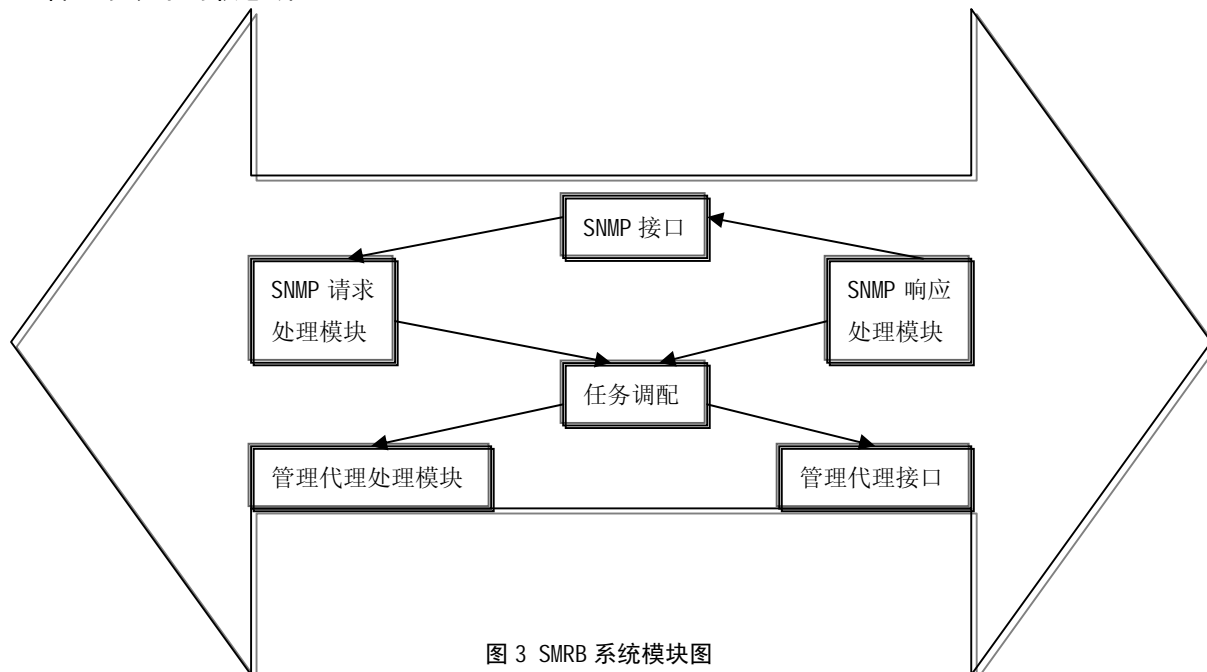 SNMP 接口
SNMP 请求
处理模块
SNMP 响应
处理模块
任务调配
管理代理处理模块
管理代理接口
图 3 SMRB 系统模块图